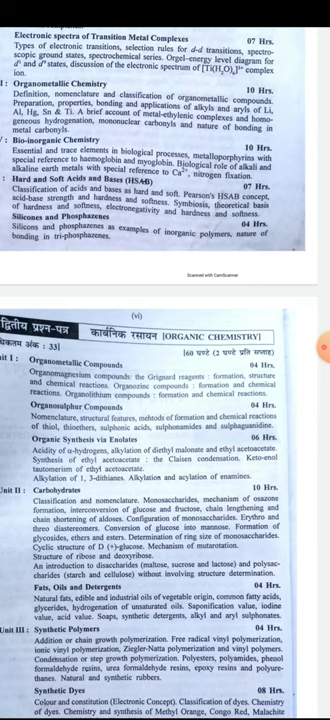 Electronic spectra of Transition Metal Complexes 07 Hrs.
Types of electronic transitions, selection rules for d-d transitions, spectro-
scopic ground states, spectrochemical series. Orgel-energy level diagram for
d¹ and d⁹ states, discussion of the electronic spectrum of [Ti(H₂O)₆]³⁺ complex
ion.
I : Organometallic Chemistry 10 Hrs.
Definition, nomenclature and classification of organometallic compounds.
Preparation, properties, bonding and applications of alkyls and aryls of Li,
Al, Hg, Sn & Ti. A brief account of metal-ethylenic complexes and homo-
geneous hydrogenation, mononuclear carbonyls and nature of bonding in
metal carbonyls.
: Bio-inorganic Chemistry 10 Hrs.
Essential and trace elements in biological processes, metalloporphyrins with
special reference to haemoglobin and myoglobin. Biological role of alkali and
alkaline earth metals with special reference to Ca²⁺, nitrogen fixation.
: Hard and Soft Acids and Bases (HSAB) 07 Hrs.
Classification of acids and bases as hard and soft. Pearson's HSAB concept,
acid-base strength and hardness and softness. Symbiosis, theoretical basis
of hardness and softness, electronegativity and hardness and softness.
Silicones and Phosphazenes 04 Hrs.
Silicons and phosphazenes as examples of inorganic polymers, nature of
bonding in tri-phosphazenes.
Scanned with CamScanner
(vi)
द्वितीय प्रश्न-पत्र कार्बनिक रसायन [ORGANIC CHEMISTRY]
धिकतम अंक : 33] [60 घण्टे (2 घण्टे प्रति सप्ताह)
nit I : Organometallic Compounds 04 Hrs.
Organomagnesium compounds: the Grignard reagents : formation, structure
and chemical reactions. Organozinc compounds : formation and chemical
reactions. Organolithium compounds : formation and chemical reactions.
Organosulphur Compounds 04 Hrs.
Nomenclature, structural features, mehtods of formation and chemical reactions
of thiol, thioethers, sulphonic acids, sulphonamides and sulphaguanidine.
Organic Synthesis via Enolates 06 Hrs.
Acidity of α-hydrogens, alkylation of diethyl malonate and ethyl acetoacetate.
Synthesis of ethyl acetoacetate : the Claisen condensation. Keto-enol
tautomerism of ethyl acetoacetate.
Alkylation of 1, 3-dithianes. Alkylation and acylation of enamines.
Unit II : Carbohydrates 10 Hrs.
Classification and nomenclature. Monosaccharides, mechanism of osazone
formation, interconversion of glucose and fructose, chain lengthening and
chain shortening of aldoses. Configuration of monosaccharides. Erythro and
threo diastereomers. Conversion of glucose into mannose. Formation of
glycosides, ethers and esters. Determination of ring size of monosaccharides.
Cyclic structure of D (+)-glucose. Mechanism of mutarotation.
Structure of ribose and deoxyribose.
An introduction to disaccharides (maltose, sucrose and lactose) and polysac-
charides (starch and cellulose) without involving structure determination.
Fats, Oils and Detergents 04 Hrs.
Natural fats, edible and industrial oils of vegetable origin, common fatty acids,
glycerides, hydrogenation of unsaturated oils. Saponification value, iodine
value, acid value. Soaps, synthetic detergents, alkyl and aryl sulphonates.
Unit III : Synthetic Polymers 04 Hrs.
Addition or chain growth polymerization. Free radical vinyl polymerization,
ionic vinyl polymerization, Ziegler-Natta polymerization and vinyl polymers.
Condensation or step growth polymerization. Polyesters, polyamides, phenol
formaldehyde resins, urea formaldehyde resins, epoxy resins and polyure-
thanes. Natural and synthetic rubbers.
Synthetic Dyes 08 Hrs.
Colour and constitution (Electronic Concept). Classification of dyes. Chemistry
of dyes. Chemistry and synthesis of Methyl Orange, Congo Red, Malachite